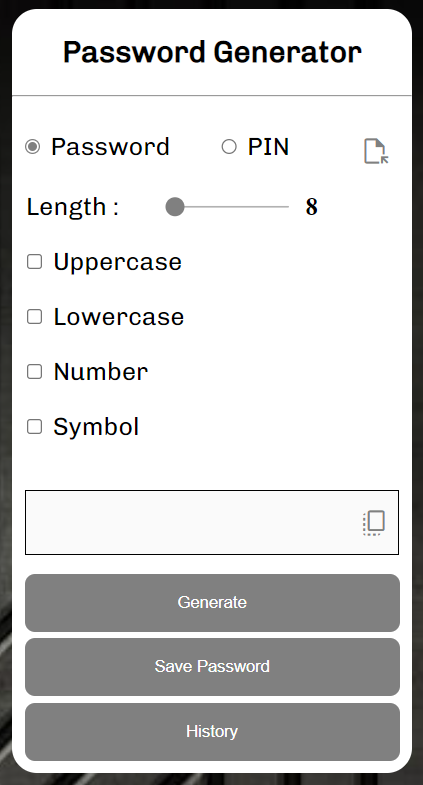 Password Generator
Password PIN
Length : 8
Uppercase
Lowercase
Number
Symbol
Generate
Save Password
History